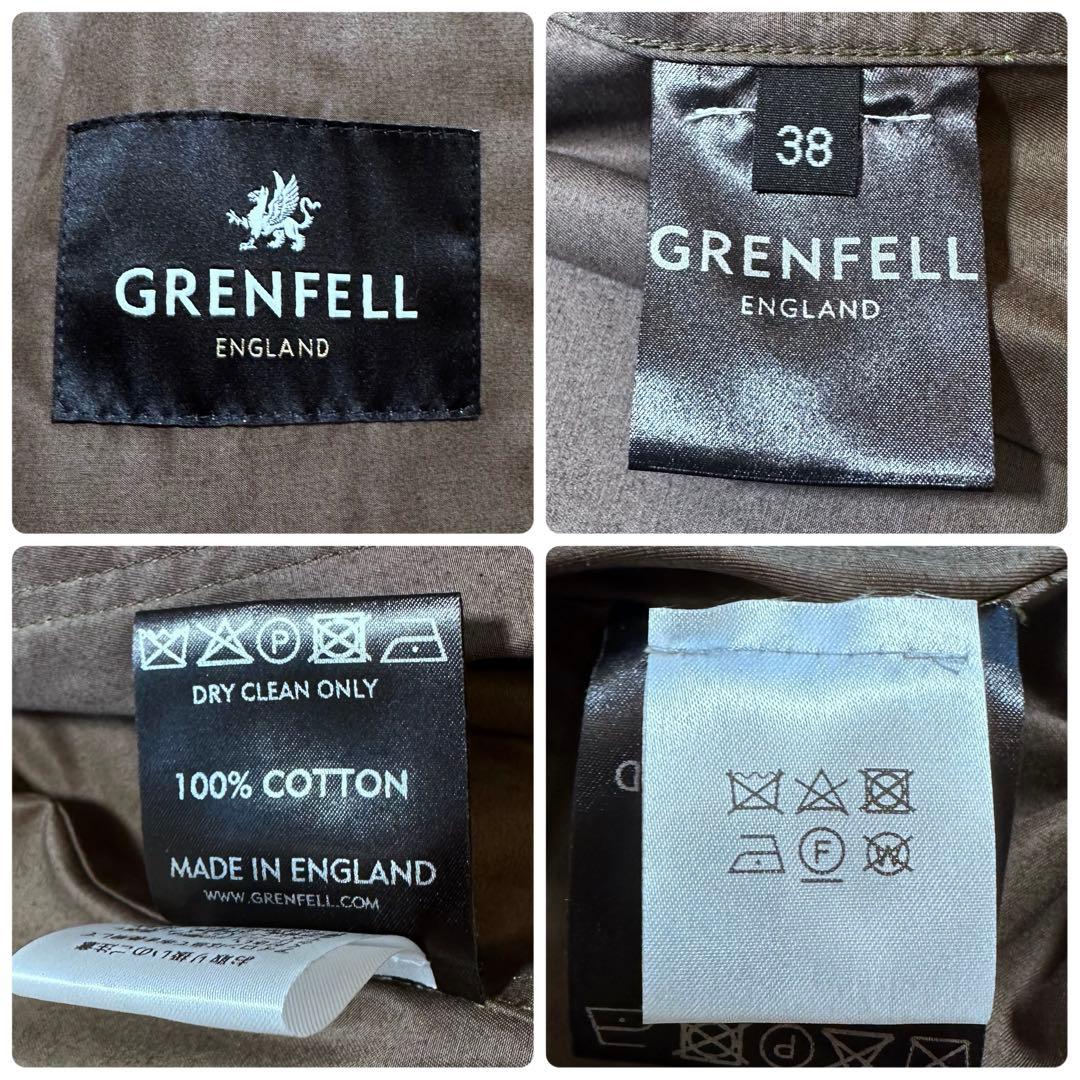 GRENFELL
ENGLAND
38
GRENFELL
ENGLAND
P
DRY CLEAN ONLY
100% COTTON
MADE IN ENGLAND
WWW.GRENFELL.COM
F
W
P